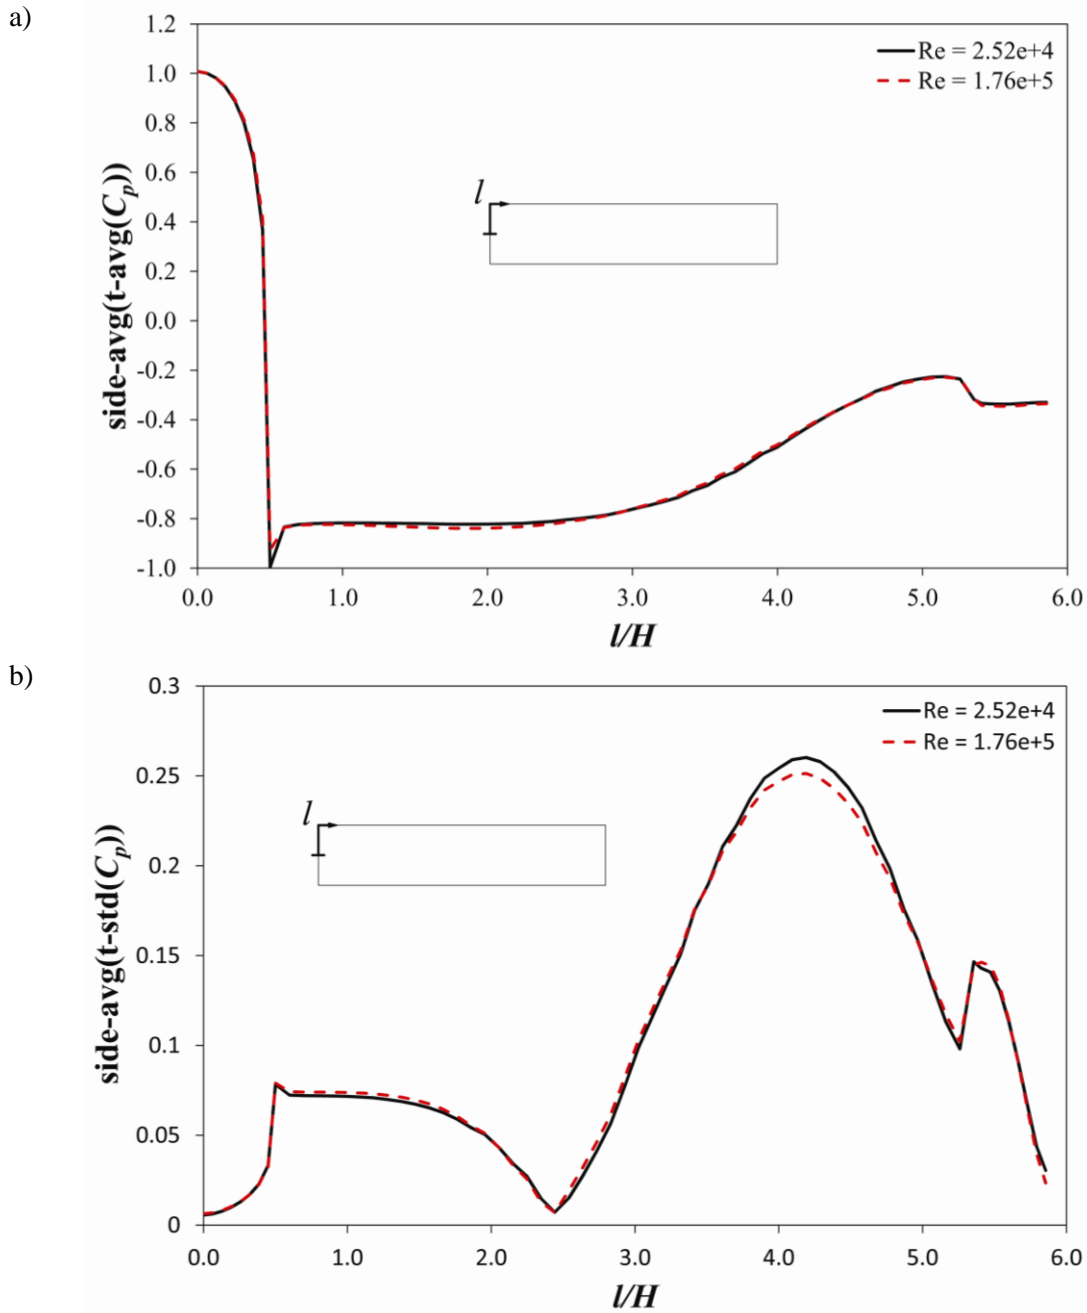 a)
1.2
1.0
0.8
0.6
0.4
0.2
0.0
-0.2
-0.4
-0.6
-0.8
-1.0
side-avg(t-avg(Cp))
Re = 2.52e+4
Re = 1.76e+5
l
0.0 1.0 2.0 3.0 4.0 5.0 6.0
l/H
b)
0.3
0.25
0.2
0.15
0.1
0.05
0
side-avg(t-std(Cp))
Re = 2.52e+4
Re = 1.76e+5
l
0.0 1.0 2.0 3.0 4.0 5.0 6.0
l/H